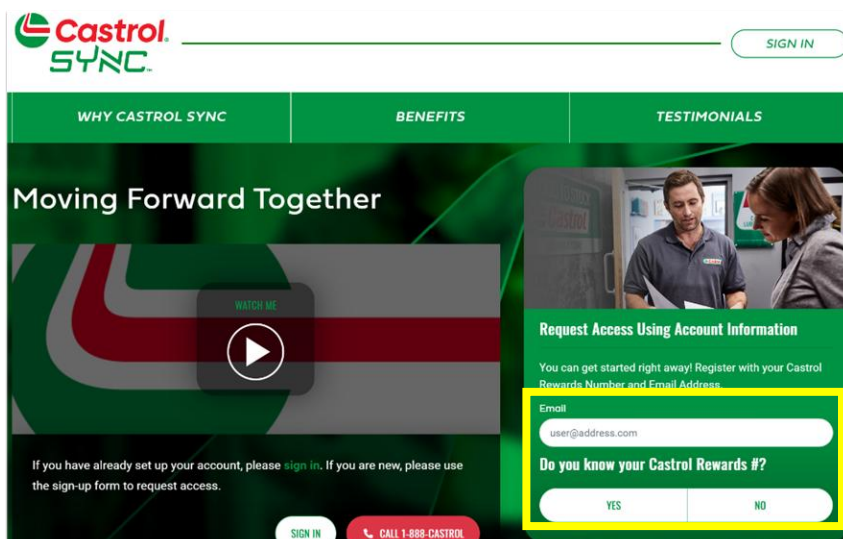 Castrol
SYNC
SIGN IN
WHY CASTROL SYNC
BENEFITS
TESTIMONIALS
Moving Forward Together
WATCH ME
If you have already set up your account, please sign in. If you are new, please use
the sign-up form to request access.
SIGN IN
CALL 1-888-CASTROL
Castrol
Request Access Using Account Information
You can get started right away! Register with your Castrol
Rewards Number and Email Address.
Email
user@address.com
Do you know your Castrol Rewards #?
YES
NO